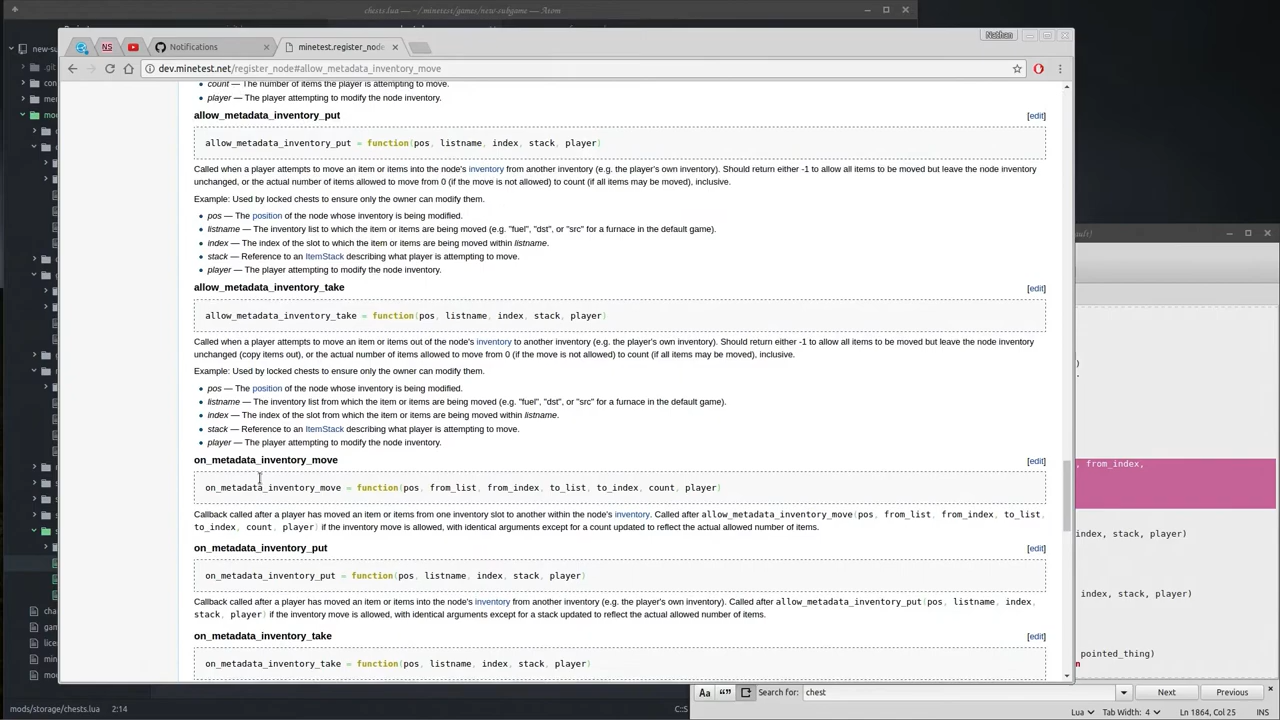 chests.lua — ~/.minetest/games/new-subgame — Atom
Nathan
NS
Notifications
minetest.register_node
dev.minetest.net/register_node#allow_metadata_inventory_move
new-su
.git
con
men
mo
count — The number of items the player is attempting to move.
player — The player attempting to modify the node inventory.
allow_metadata_inventory_put
[edit]
allow_metadata_inventory_put = function(pos, listname, index, stack, player)
Called when a player attempts to move an item or items into the node's inventory from another inventory (e.g. the player's own inventory). Should return either -1 to allow all items to be moved but leave the node inventory
unchanged, or the actual number of items allowed to move from 0 (if the move is not allowed) to count (if all items may be moved), inclusive.
Example: Used by locked chests to ensure only the owner can modify them.
pos — The position of the node whose inventory is being modified.
listname — The inventory list to which the item or items are being moved (e.g. "fuel", "dst", or "src" for a furnace in the default game).
index — The index of the slot to which the item or items are being moved within listname.
stack — Reference to an ItemStack describing what player is attempting to move.
player — The player attempting to modify the node inventory.
allow_metadata_inventory_take
[edit]
allow_metadata_inventory_take = function(pos, listname, index, stack, player)
Called when a player attempts to move an item or items out of the node's inventory to another inventory (e.g. the player's own inventory). Should return either -1 to allow all items to be moved but leave the node inventory
unchanged (copy items out), or the actual number of items allowed to move from 0 (if the move is not allowed) to count (if all items may be moved), inclusive.
Example: Used by locked chests to ensure only the owner can modify them.
pos — The position of the node whose inventory is being modified.
listname — The inventory list from which the item or items are being moved (e.g. "fuel", "dst", or "src" for a furnace in the default game).
index — The index of the slot from which the item or items are being moved within listname.
stack — Reference to an ItemStack describing what player is attempting to move.
player — The player attempting to modify the node inventory.
on_metadata_inventory_move
[edit]
on_metadata_inventory_move = function(pos, from_list, from_index, to_list, to_index, count, player)
Callback called after a player has moved an item or items from one inventory slot to another within the node's inventory. Called after allow_metadata_inventory_move(pos, from_list, from_index, to_list,
to_index, count, player) if the inventory move is allowed, with identical arguments except for a count updated to reflect the actual allowed number of items.
on_metadata_inventory_put
[edit]
on_metadata_inventory_put = function(pos, listname, index, stack, player)
Callback called after a player has moved an item or items into the node's inventory from another inventory (e.g. the player's own inventory). Called after allow_metadata_inventory_put(pos, listname, index,
stack, player) if the inventory move is allowed, with identical arguments except for a stack updated to reflect the actual allowed number of items.
on_metadata_inventory_take
[edit]
on_metadata_inventory_take = function(pos, listname, index, stack, player)
, from_index,
index, stack, player)
index, stack, player)
pointed_thing)
n
cha
gam
lice
min
mo
Aa
Search for: chest
Next
Previous
mods/storage/chests.lua
2:14
C::S
Lua
Tab Width: 4
Ln 1864, Col 25
INS